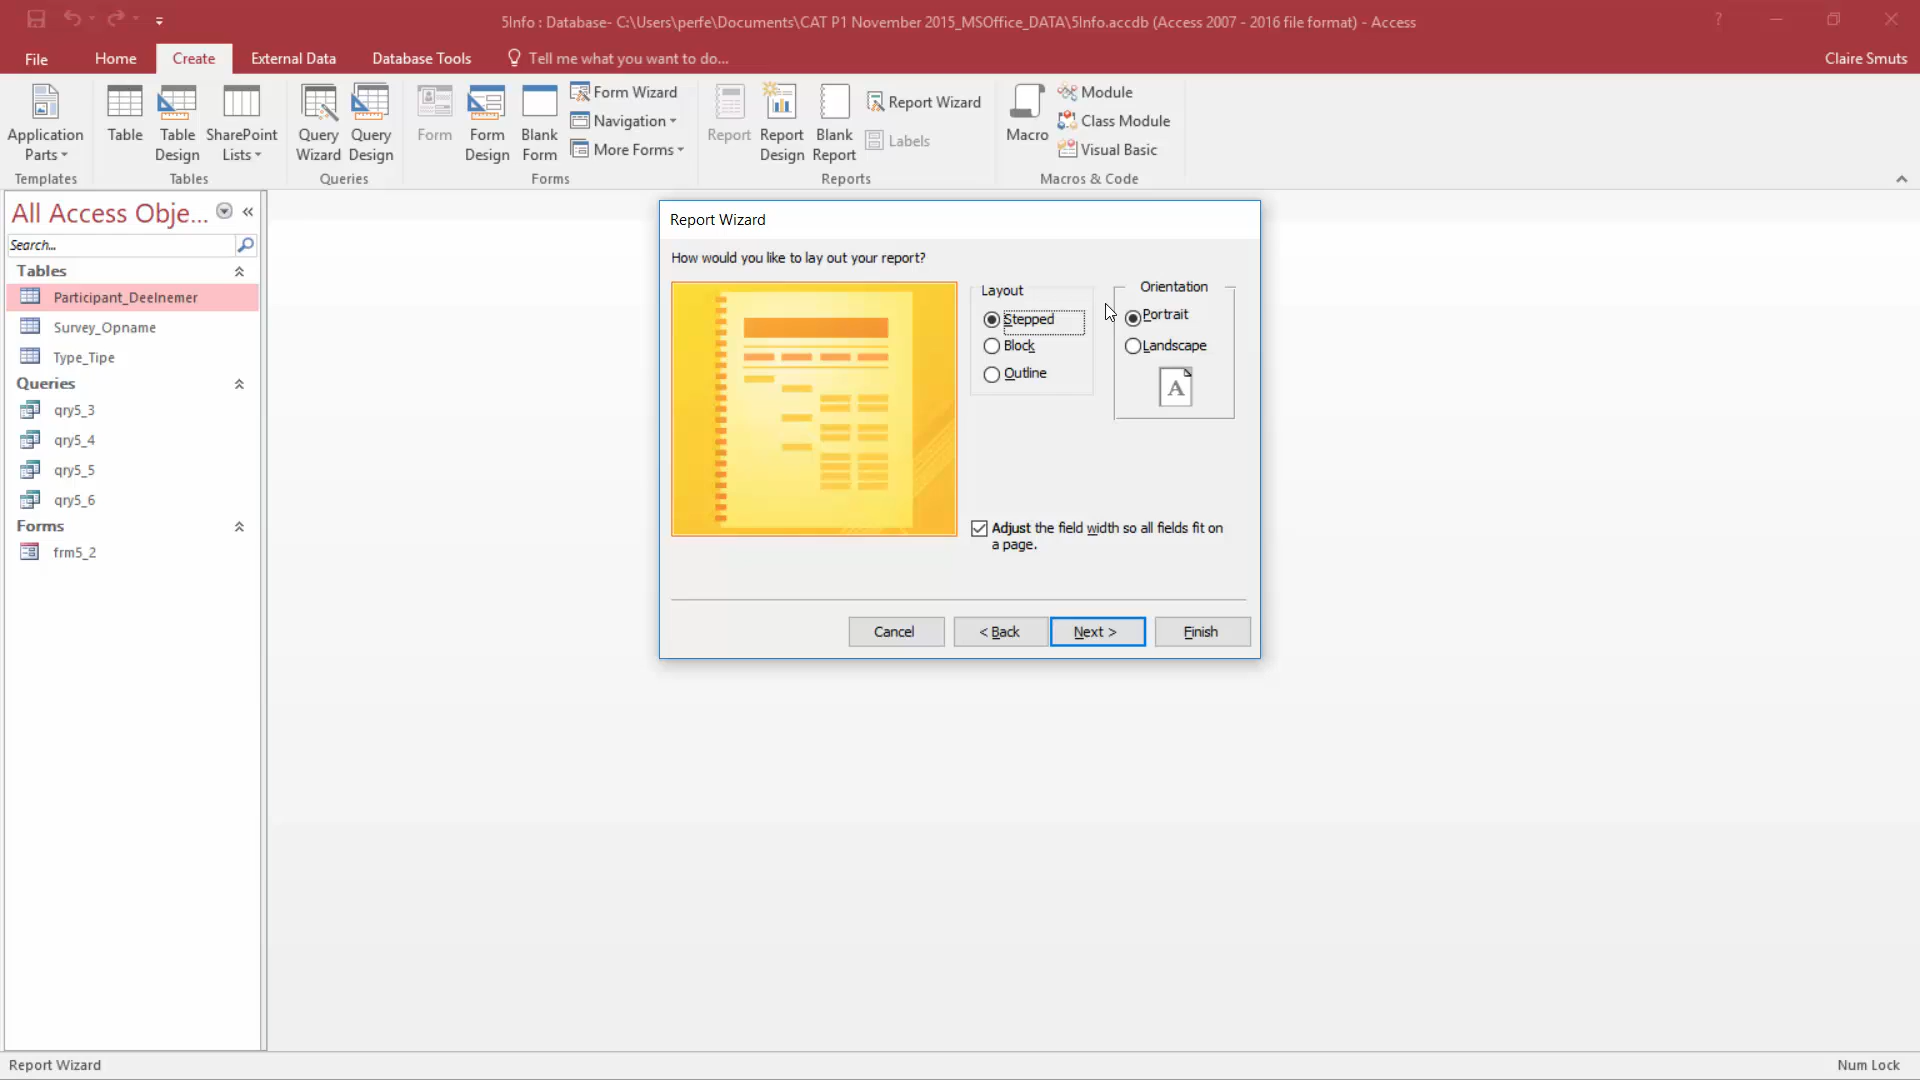 5Info : Database- C:\Users\perfe\Documents\CAT P1 November 2015_MSOffice_DATA\5Info.accdb (Access 2007 - 2016 file format) - Access
?
File
Home
Create
External Data
Database Tools
Tell me what you want to do...
Claire Smuts
Application Parts
Templates
Table
Table Design
SharePoint Lists
Tables
Query Wizard
Query Design
Queries
Form
Form Design
Blank Form
Form Wizard
Navigation
More Forms
Forms
Report
Report Design
Blank Report
Report Wizard
Labels
Reports
Macro
Module
Class Module
Visual Basic
Macros & Code
All Access Obje... «
Search...
Tables
Participant_Deelnemer
Survey_Opname
Type_Tipe
Queries
qry5_3
qry5_4
qry5_5
qry5_6
Forms
frm5_2
Report Wizard
How would you like to lay out your report?
Layout
Stepped
Block
Outline
Orientation
Portrait
Landscape
A
Adjust the field width so all fields fit on
a page.
Cancel
< Back
Next >
Finish
Report Wizard
Num Lock